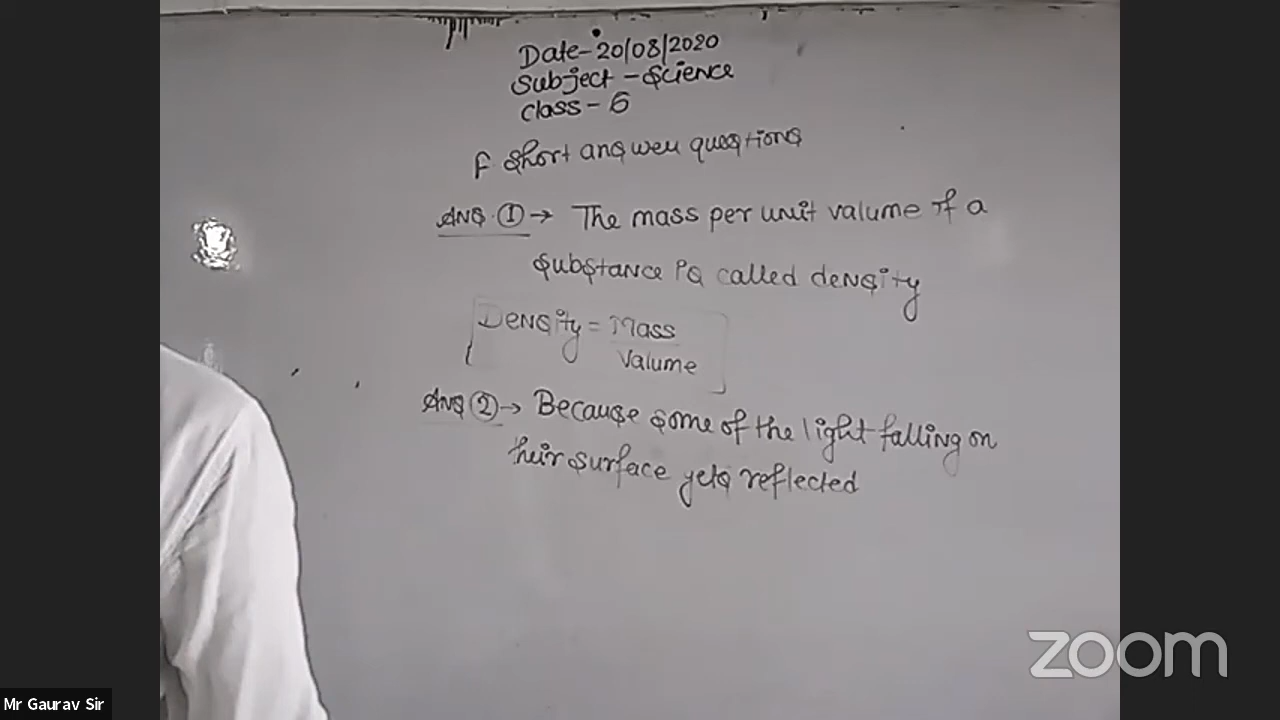 Date-20/08/2020
Subject - Science
Class - 6
F short answer questions
Ans. ① → The mass per unit valume of a
substance is called density
Density = Mass
Valume
Ans ② → Because some of the light falling on
their surface gets reflected
zoom
Mr Gaurav Sir